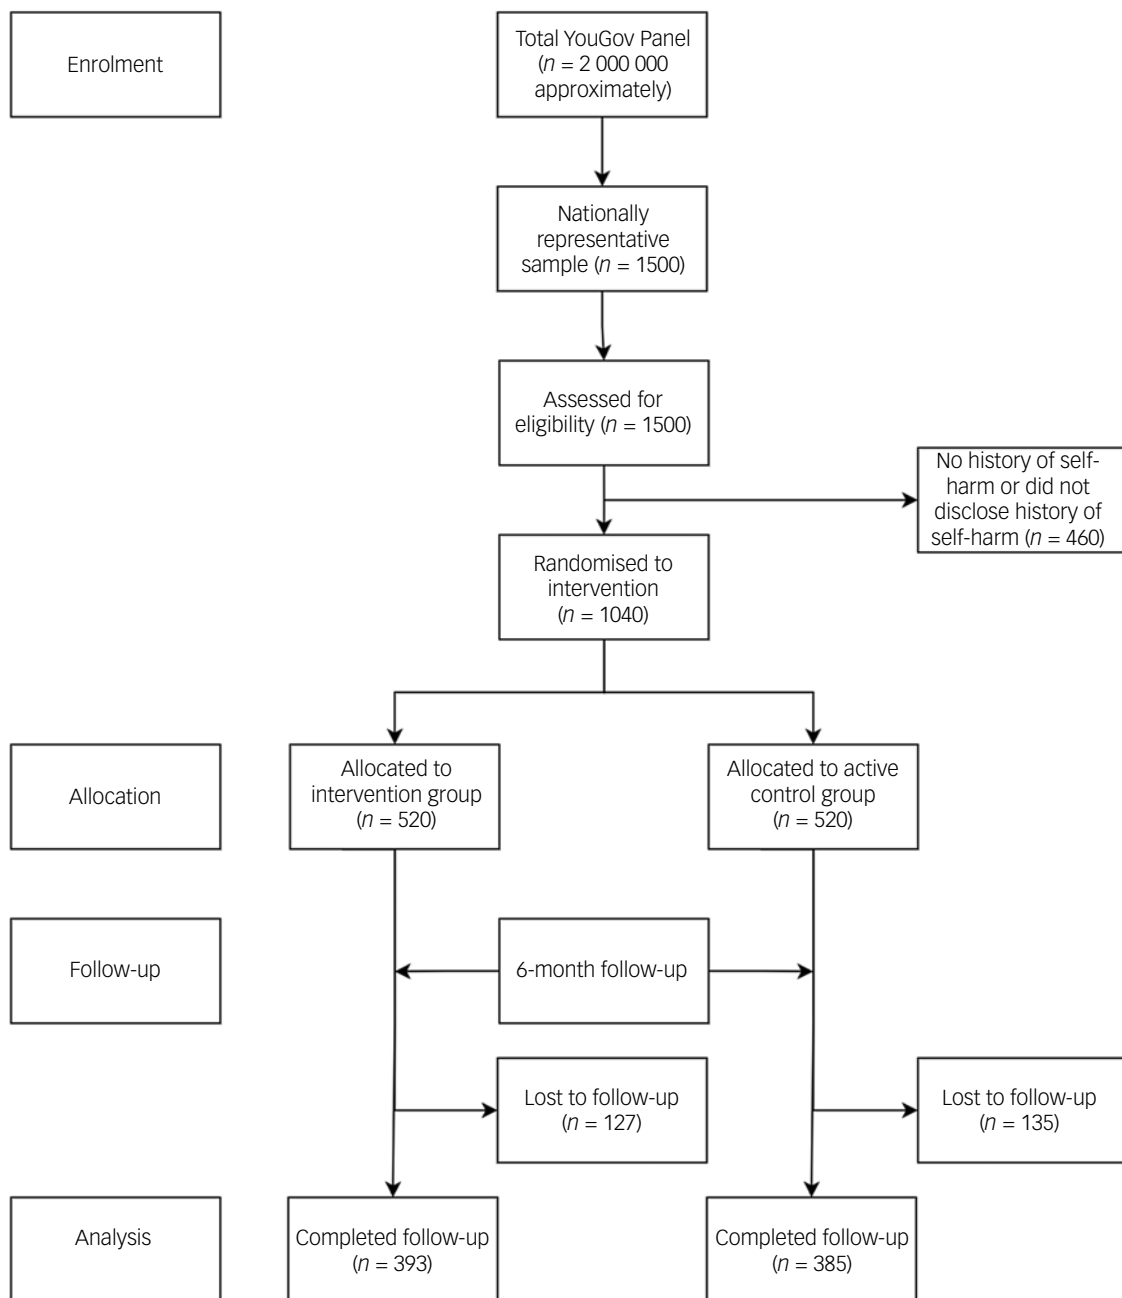 Enrolment
Total YouGov Panel
(n = 2 000 000
approximately)
Nationally
representative
sample (n = 1500)
Assessed for
eligibility (n = 1500)
No history of self-
harm or did not
disclose history of
self-harm (n = 460)
Randomised to
intervention
(n = 1040)
Allocation
Allocated to
intervention group
(n = 520)
Allocated to active
control group
(n = 520)
Follow-up
6-month follow-up
Lost to follow-up
(n = 127)
Lost to follow-up
(n = 135)
Analysis
Completed follow-up
(n = 393)
Completed follow-up
(n = 385)